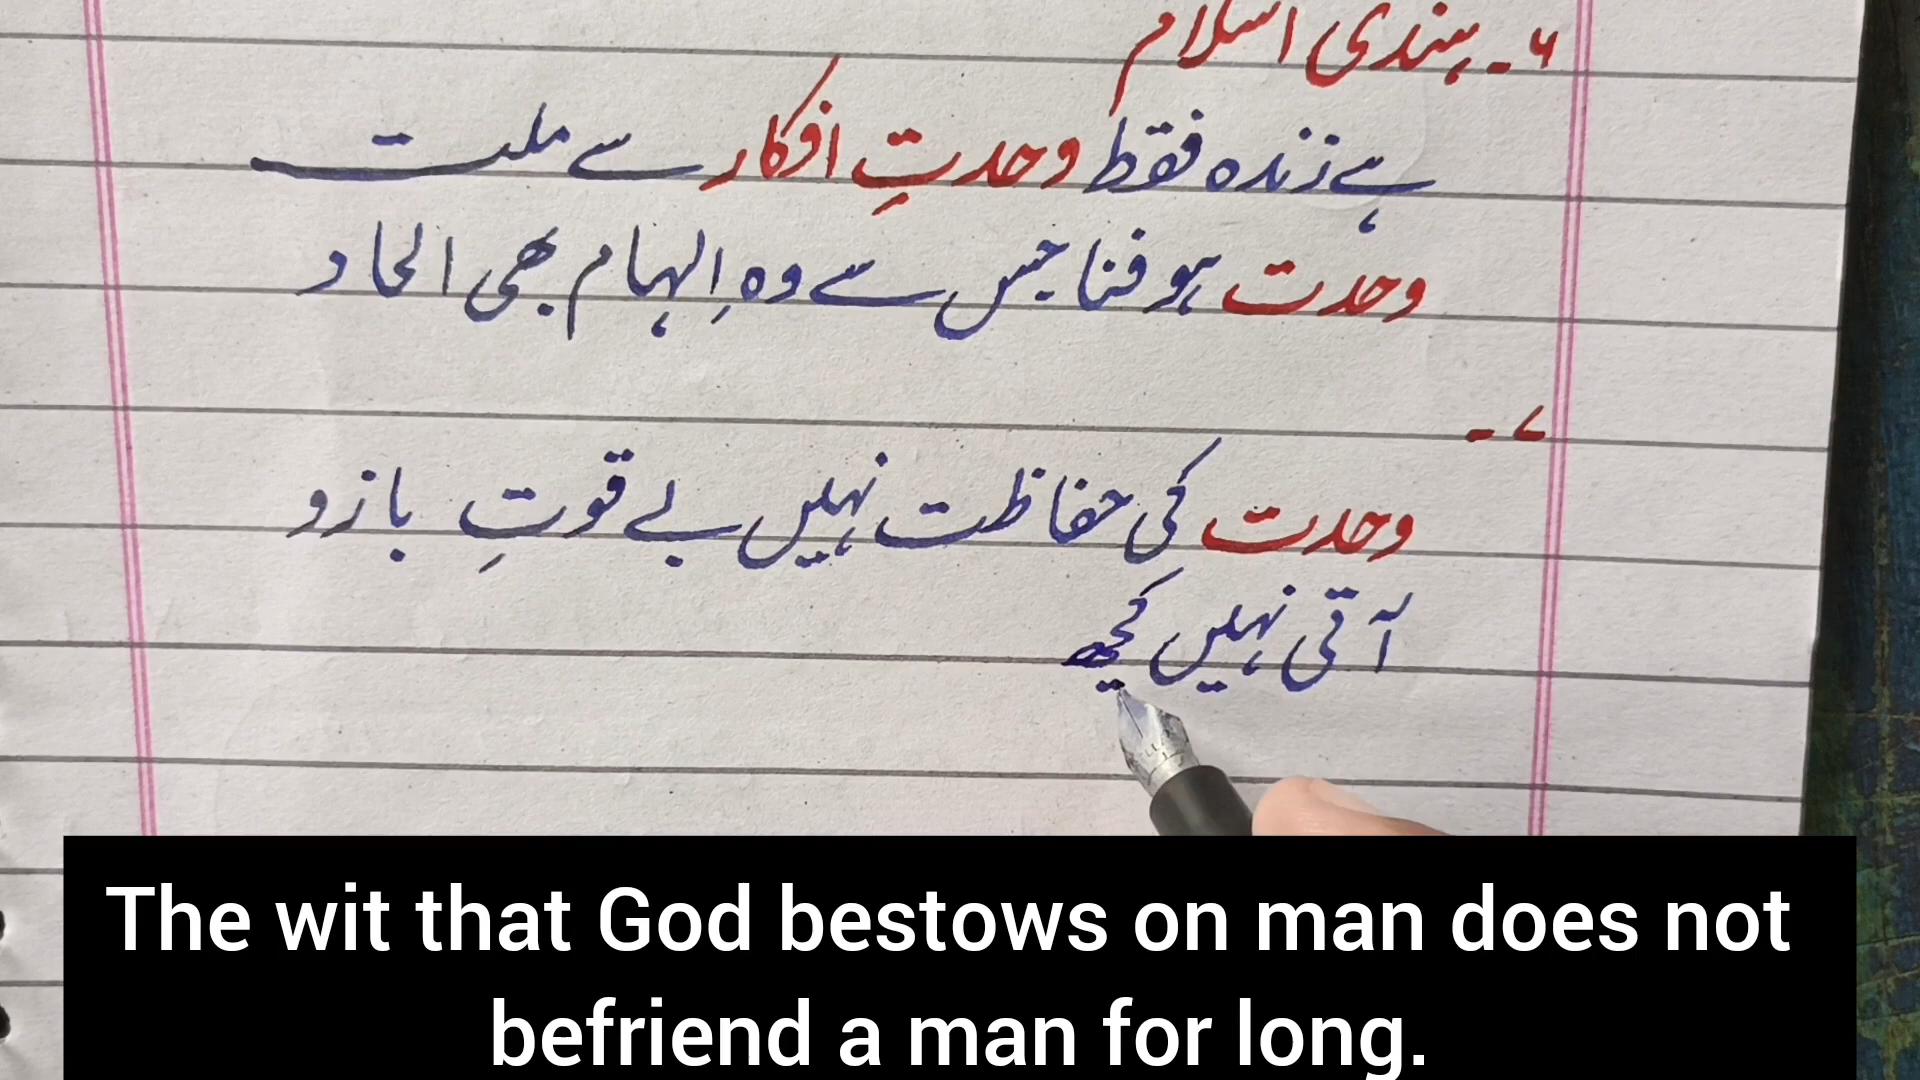 ۶۔ ہندی اسلام
ہے زندہ فقط وحدتِ افکار سے ملت
وحدت ہو فنا جس سے وہ اِلہام بھی الحاد
۷۔
وحدت کی حفاظت نہیں بے قوتِ بازو
آتی نہیں کچھ
The wit that God bestows on man does not
befriend a man for long.